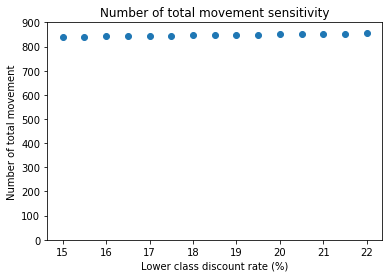 Number of total movement sensitivity
Number of total movement
900
800
700
600
500
400
300
200
100
0
15 16 17 18 19 20 21 22
Lower class discount rate (%)